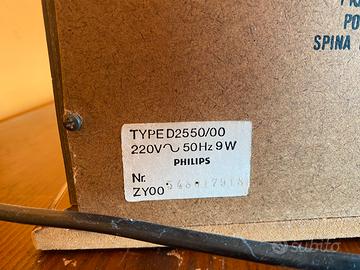 PO
SPINA
TYPE D2550/00
220V∿ 50Hz 9W
PHILIPS
Nr.
ZY00
subito